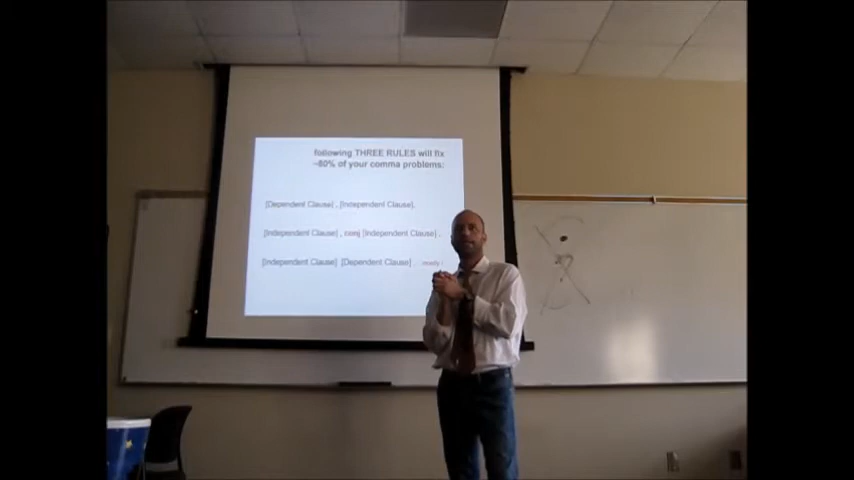 following THREE RULES will fix
~80% of your comma problems:
[Dependent Clause] , [Independent Clause].
[Independent Clause] , conj [Independent Clause] .
[Independent Clause] [Dependent Clause] .